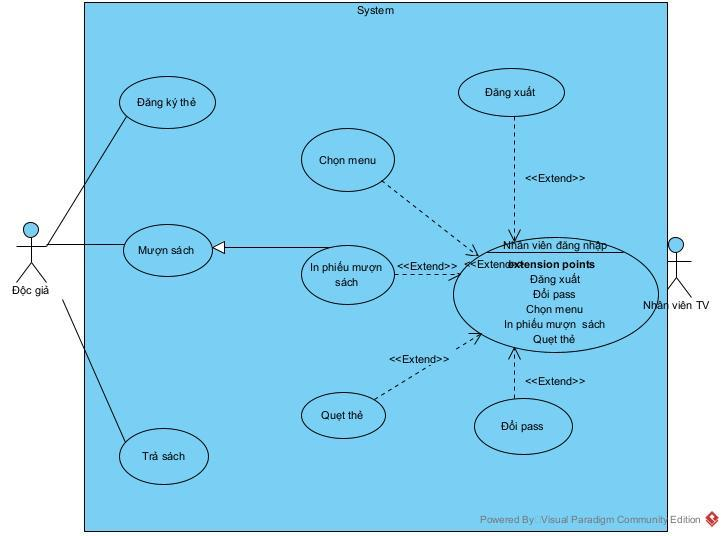 System
Đăng ký thẻ
Đăng xuất
Chọn menu
<<Extend>>
Mượn sách
Độc giả
In phiếu mượn
sách
<<Extend>>
<<Extend>>
Nhân viên đăng nhập
extension points
Đăng xuất
Đổi pass
Chọn menu
In phiếu mượn sách
Quẹt thẻ
Nhân viên TV
<<Extend>>
<<Extend>>
Quẹt thẻ
Đổi pass
Trả sách
Powered By Visual Paradigm Community Edition